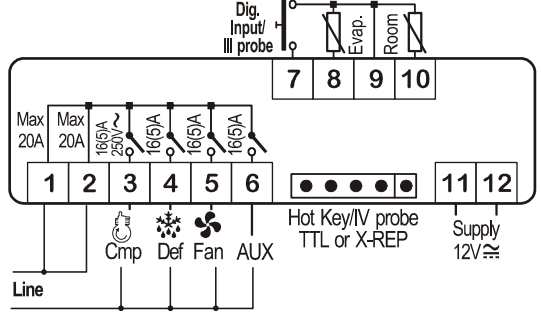 Dig.
Input/
III probe
Evap.
Room
7 8 9 10
Max
20A
Max
20A
16(5)A
250V~
16(5)A
16(5)A
16(5)A
1 2 3 4 5 6
11 12
Hot Key/IV probe
TTL or X-REP
Supply
12V≂
Cmp Def Fan AUX
Line